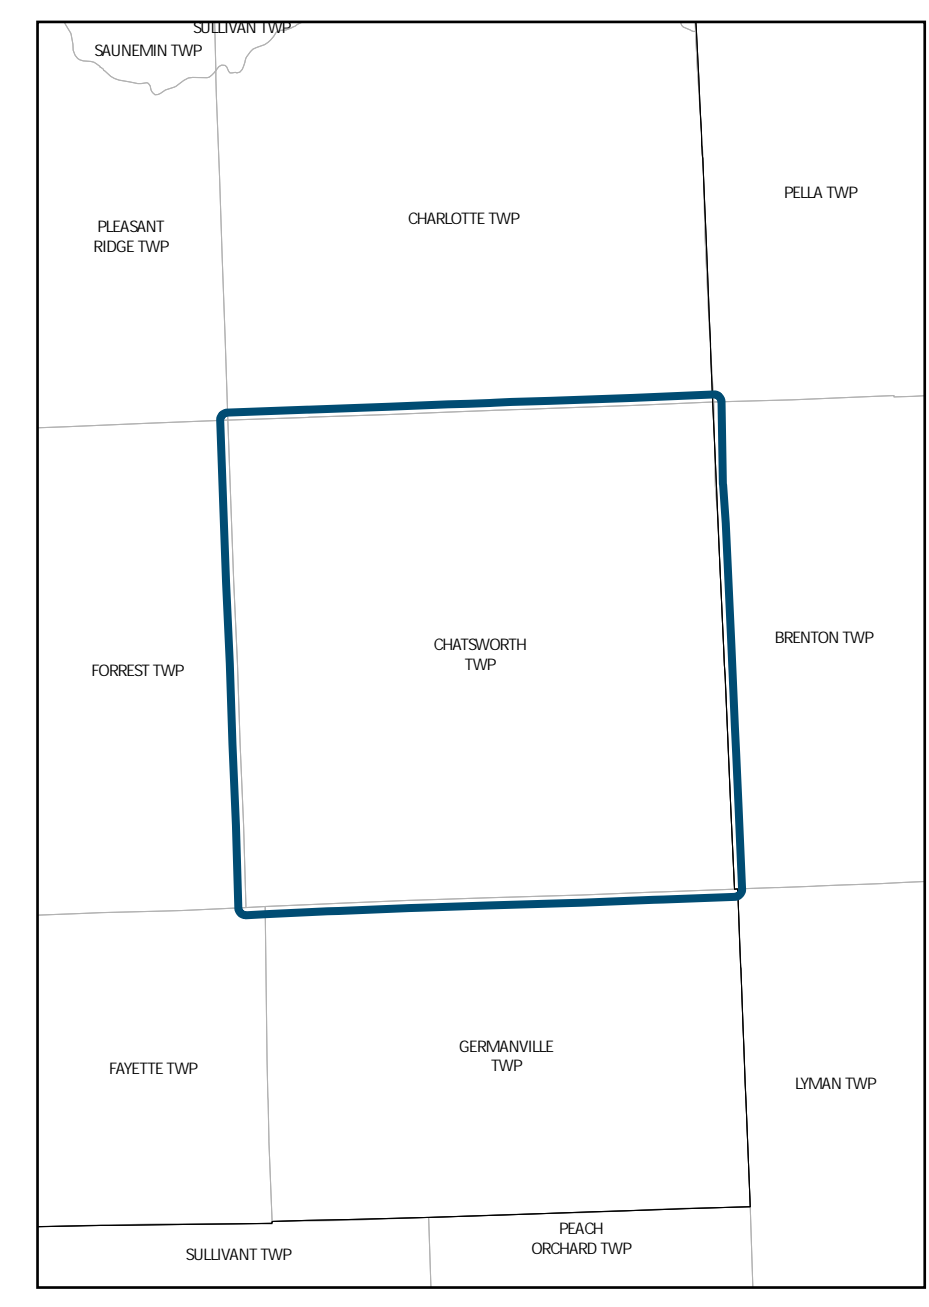 SULLIVAN TWP
SAUNEMIN TWP
PELLA TWP
CHARLOTTE TWP
PLEASANT
RIDGE TWP
BRENTON TWP
CHATSWORTH
TWP
FORREST TWP
GERMANVILLE
TWP
FAYETTE TWP
LYMAN TWP
PEACH
ORCHARD TWP
SULLIVANT TWP